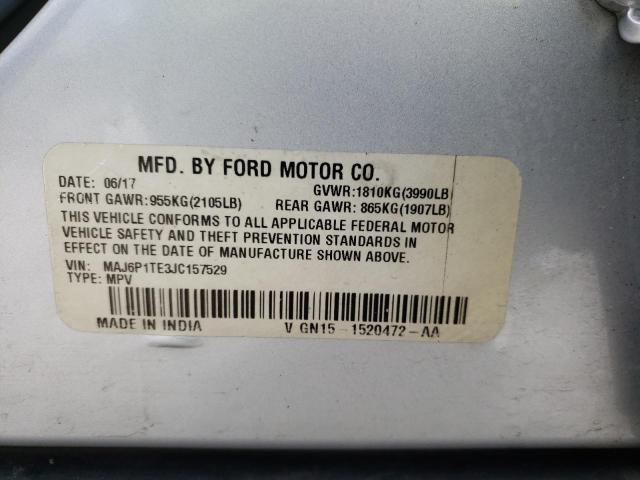 MFD. BY FORD MOTOR CO.
DATE: 06/17 GVWR:1810KG(3990LB)
FRONT GAWR:955KG(2105LB) REAR GAWR: 865KG(1907LB)
THIS VEHICLE CONFORMS TO ALL APPLICABLE FEDERAL MOTOR
VEHICLE SAFETY AND THEFT PREVENTION STANDARDS IN
EFFECT ON THE DATE OF MANUFACTURE SHOWN ABOVE.
VIN: MAJ6P1TE3JC157529
TYPE: MPV
MADE IN INDIA V GN15-1520472-AA